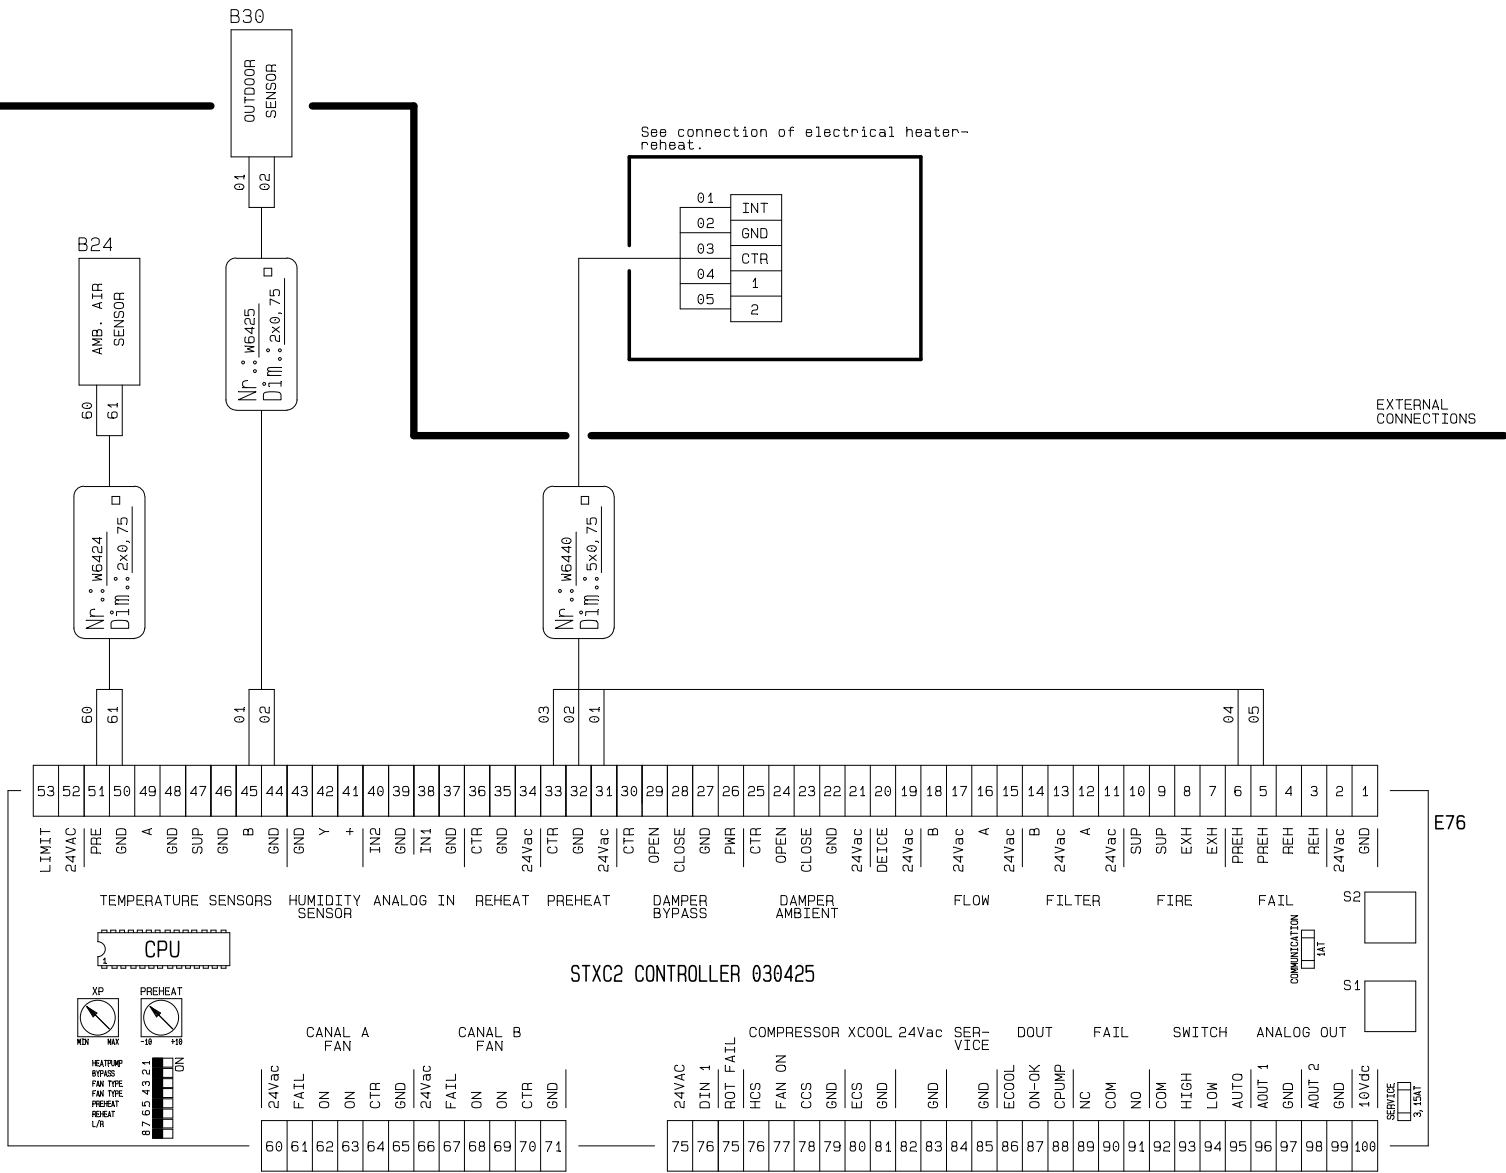 B30
OUTDOOR
SENSOR
01
02
See connection of electrical heater-
reheat.
01 INT
02 GND
03 CTR
04 1
05 2
B24
AMB. AIR
SENSOR
60
61
Nr.: W6425
Dim.: 2x0,75
EXTERNAL
CONNECTIONS
Nr.: W6424
Dim.: 2x0,75
Nr.: W6440
Dim.: 5x0,75
60 61 01 02 03 02 01 04 05
53 52 51 50 49 48 47 46 45 44 43 42 41 40 39 38 37 36 35 34 33 32 31 30 29 28 27 26 25 24 23 22 21 20 19 18 17 16 15 14 13 12 11 10 9 8 7 6 5 4 3 2 1
E76
LIMIT 24VAC PRE GND A GND SUP GND B GND GND Y + IN2 GND IN1 GND CTR GND 24Vac CTR GND 24Vac CTR OPEN CLOSE GND PWR CTR OPEN CLOSE GND 24Vac DEICE 24Vac B 24Vac A 24Vac B 24Vac A 24Vac SUP SUP EXH EXH PREH PREH REH REH 24Vac GND
TEMPERATURE SENSORS HUMIDITY ANALOG IN REHEAT PREHEAT DAMPER DAMPER FLOW FILTER FIRE FAIL
SENSOR BYPASS AMBIENT
S2
CPU
1
COMMUNICATION
1AT
STXC2 CONTROLLER 030425
S1
XP
MIN MAX
PREHEAT
-10 +10
CANAL A
FAN
CANAL B
FAN
COMPRESSOR XCOOL 24Vac SER- DOUT FAIL SWITCH ANALOG OUT
VICE
HEATPUMP 1
BYPASS 2
FAN TYPE 3
FAN TYPE 4
PREHEAT 5
REHEAT 6
L/R 7
8
ON
24Vac FAIL ON ON CTR GND 24Vac FAIL ON ON CTR GND
24VAC DIN 1 ROT FAIL HCS FAN ON CCS GND ECS GND GND GND ECOOL ON-OK CPUMP NC COM NO COM HIGH LOW AUTO AOUT 1 GND AOUT 2 GND 10Vdc
SERVICE
3,15AT
60 61 62 63 64 65 66 67 68 69 70 71
75 76 75 76 77 78 79 80 81 82 83 84 85 86 87 88 89 90 91 92 93 94 95 96 97 98 99 100